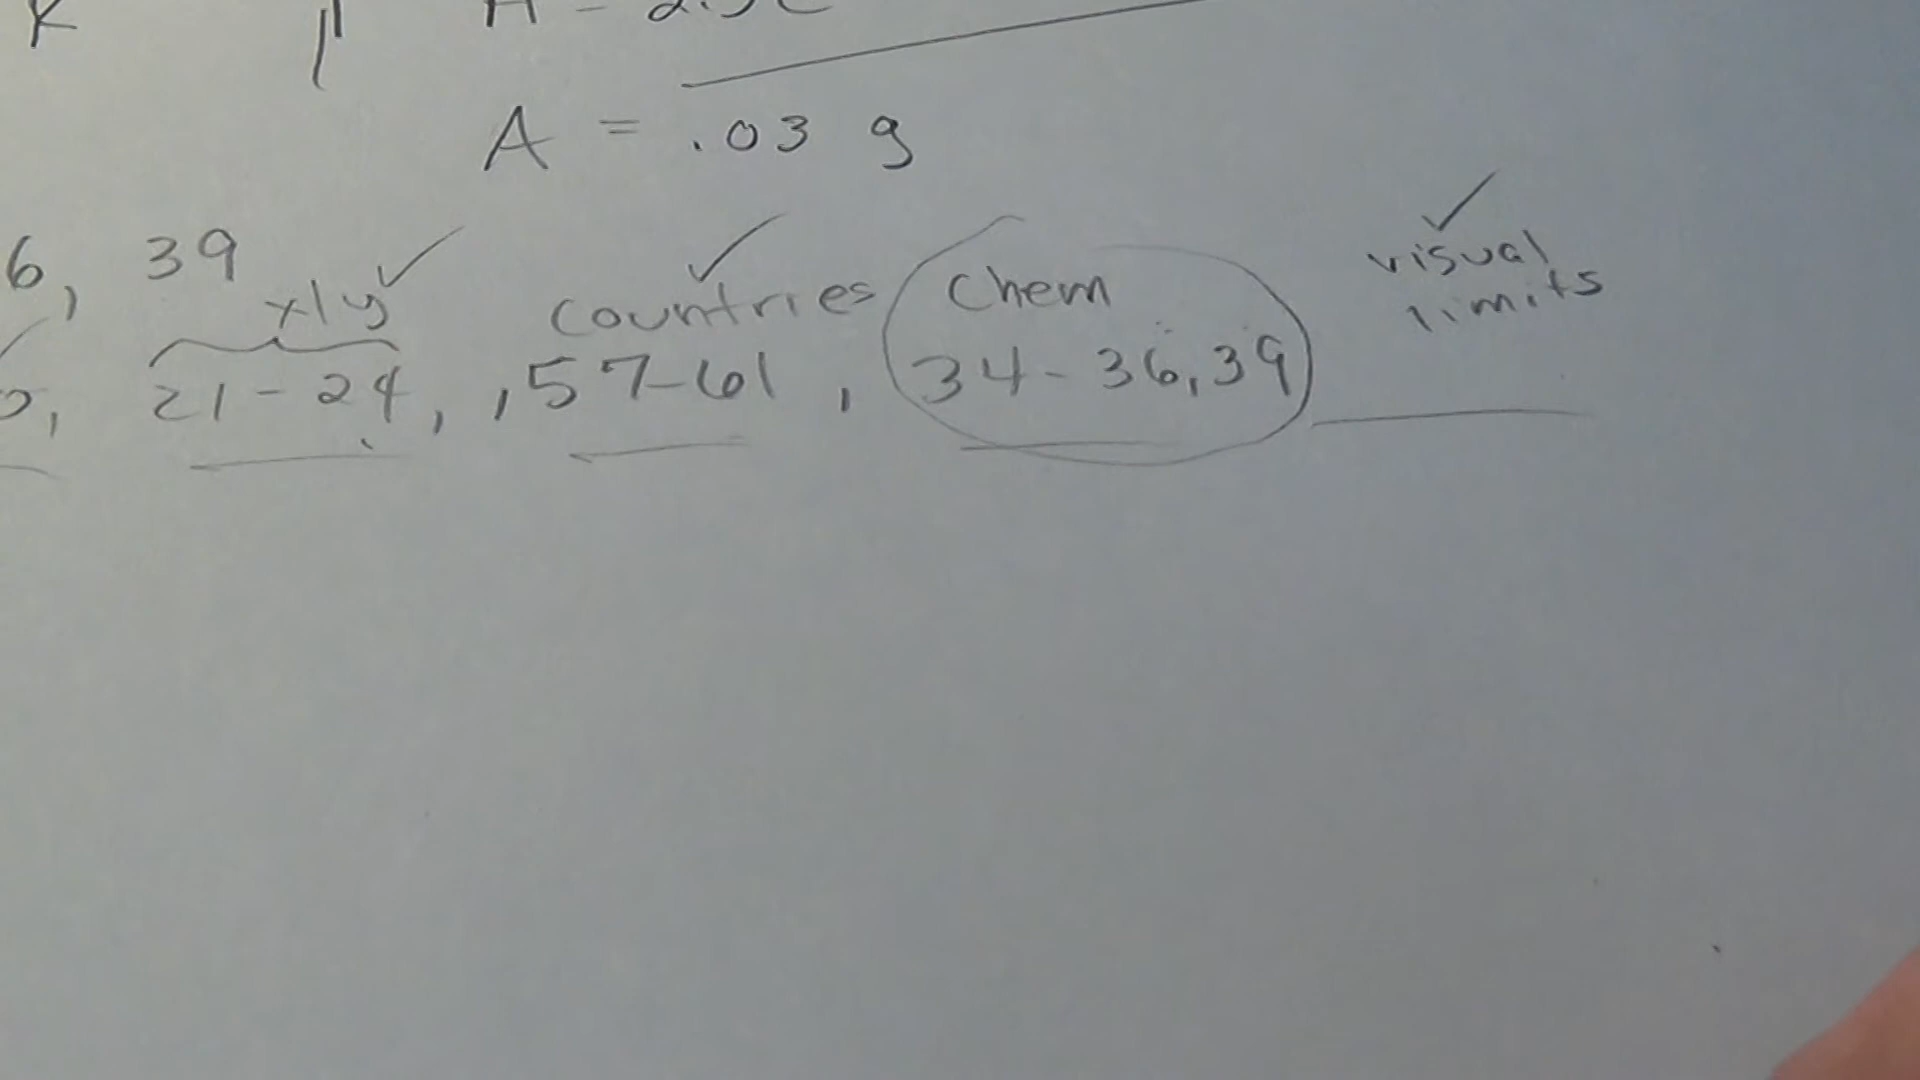 A = .03 g
6, 39
x/y ✓ countries ✓ Chem visual ✓
limits
21-24, ,57-61, 34-36,39